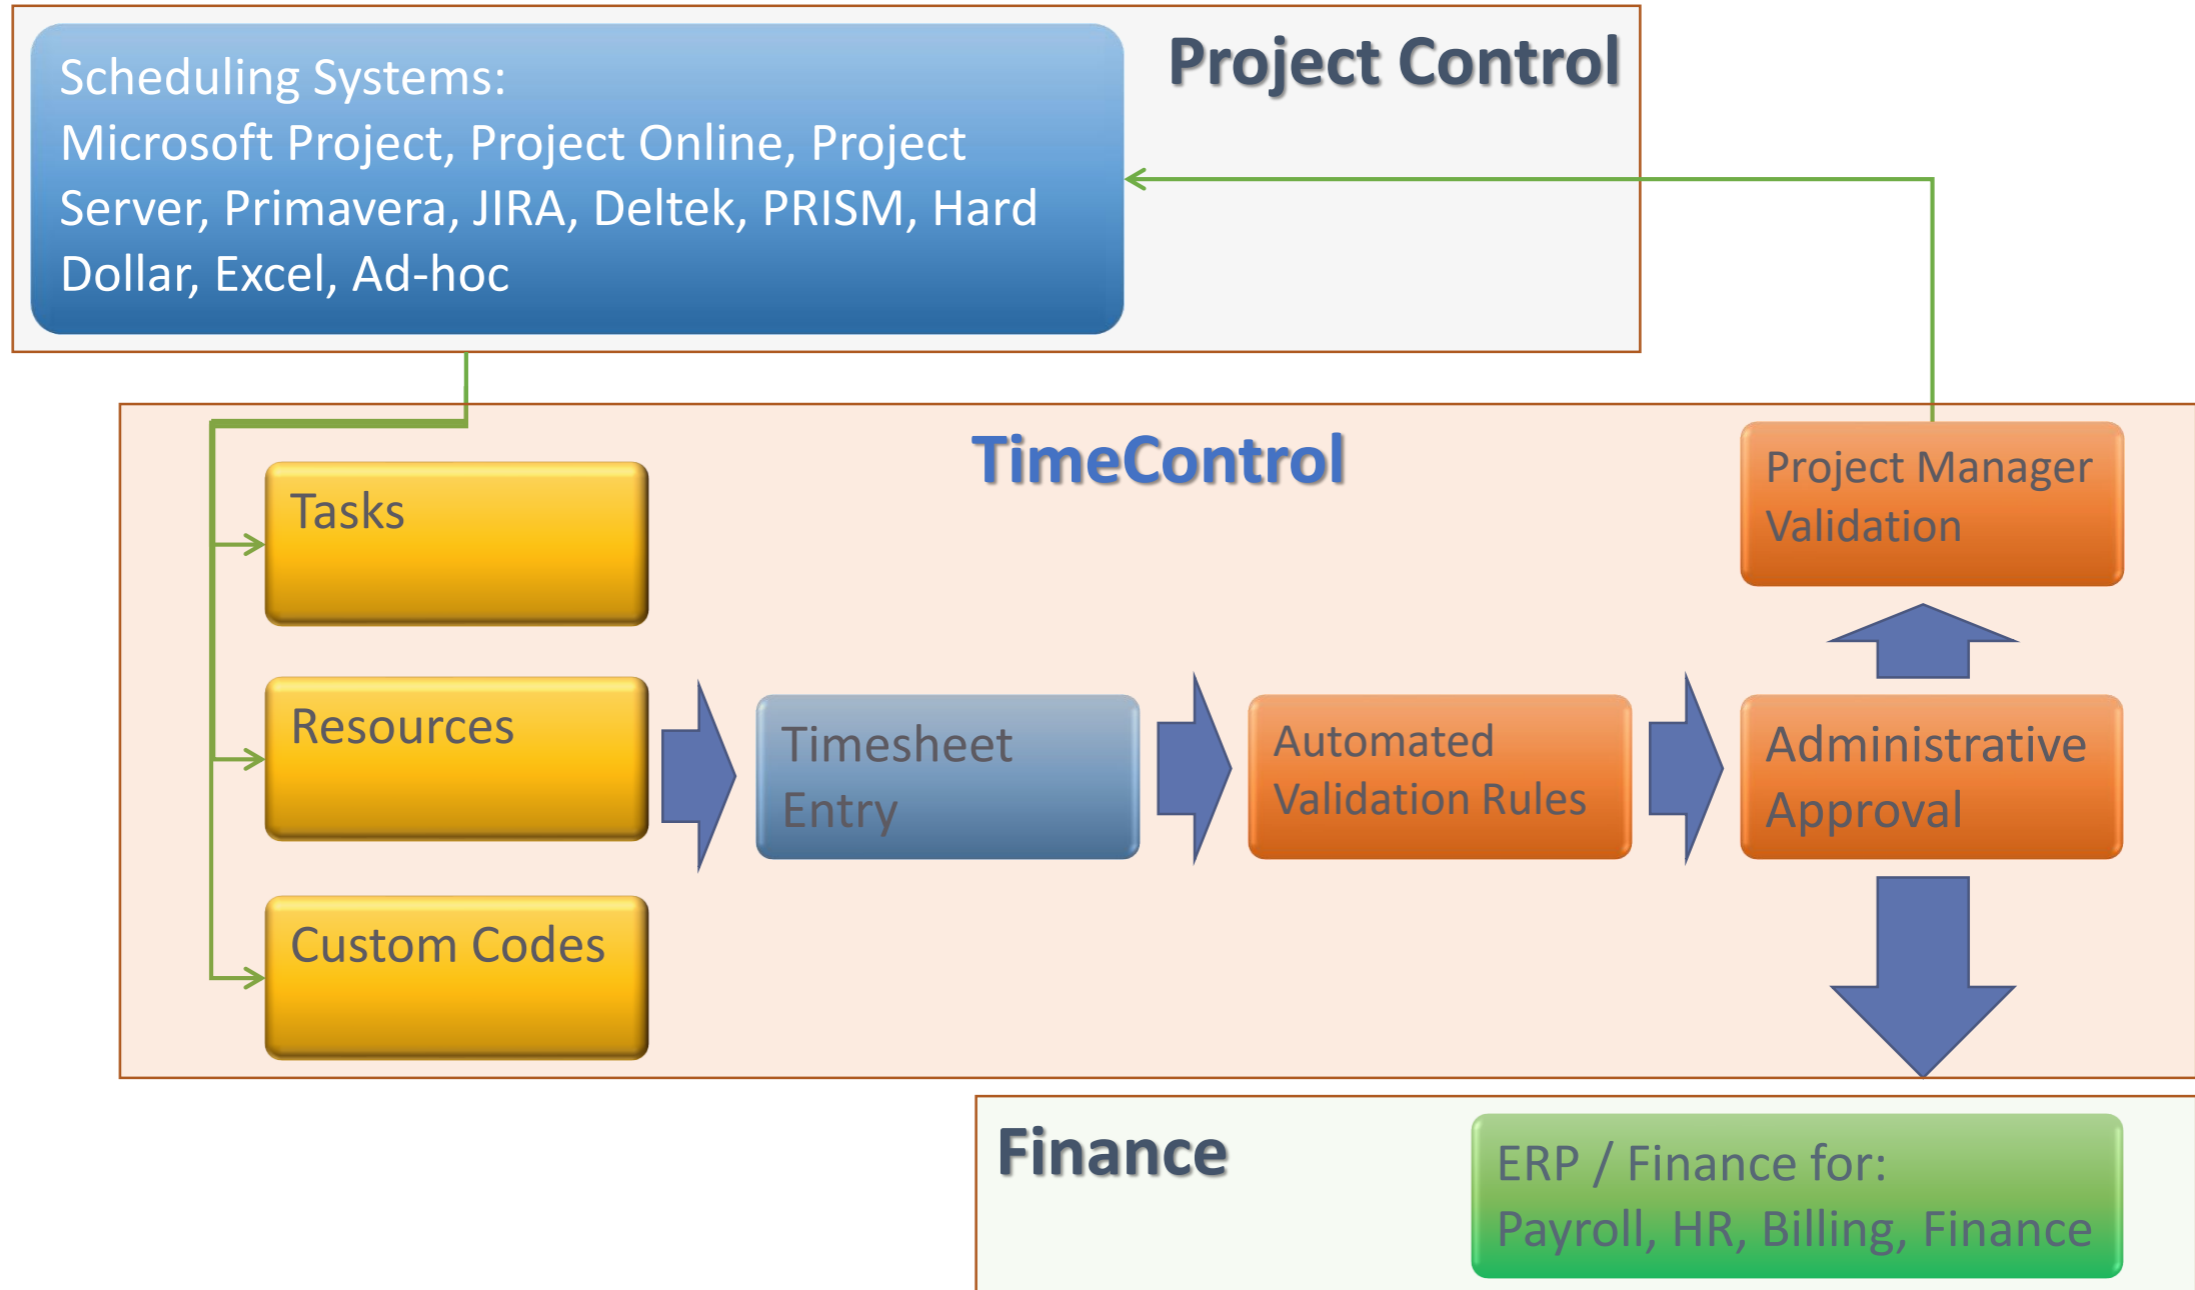 Project Control
Scheduling Systems:
Microsoft Project, Project Online, Project
Server, Primavera, JIRA, Deltek, PRISM, Hard
Dollar, Excel, Ad-hoc
TimeControl
Tasks
Resources
Custom Codes
Timesheet
Entry
Automated
Validation Rules
Administrative
Approval
Project Manager
Validation
Finance
ERP / Finance for:
Payroll, HR, Billing, Finance